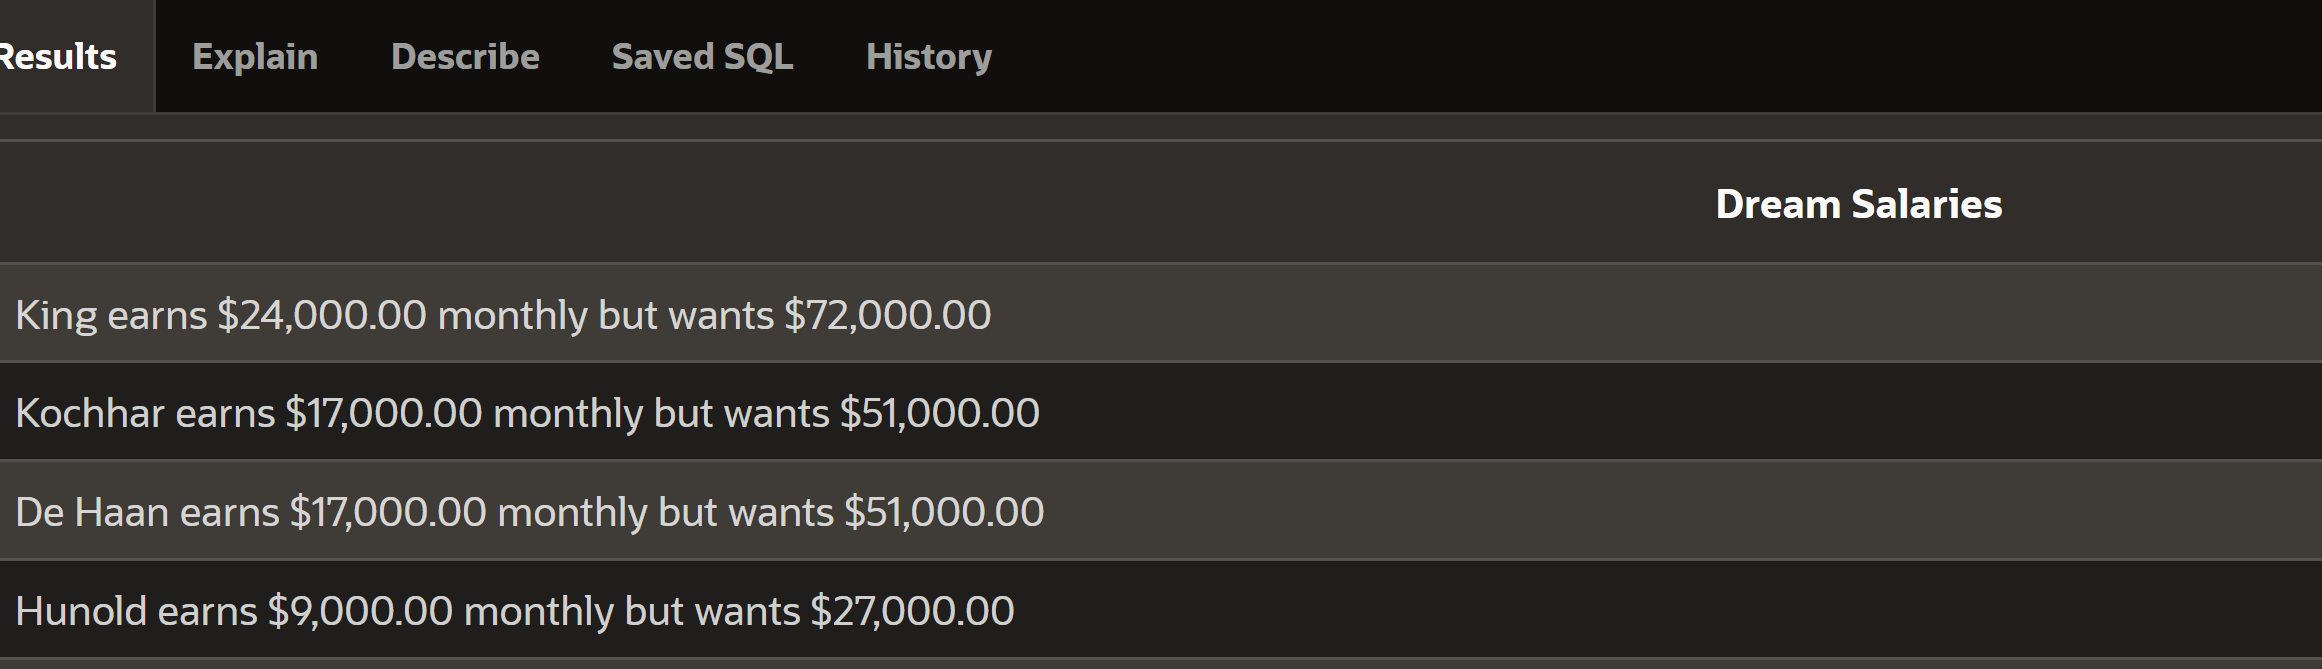 Results Explain Describe Saved SQL History
Dream Salaries
King earns $24,000.00 monthly but wants $72,000.00
Kochhar earns $17,000.00 monthly but wants $51,000.00
De Haan earns $17,000.00 monthly but wants $51,000.00
Hunold earns $9,000.00 monthly but wants $27,000.00